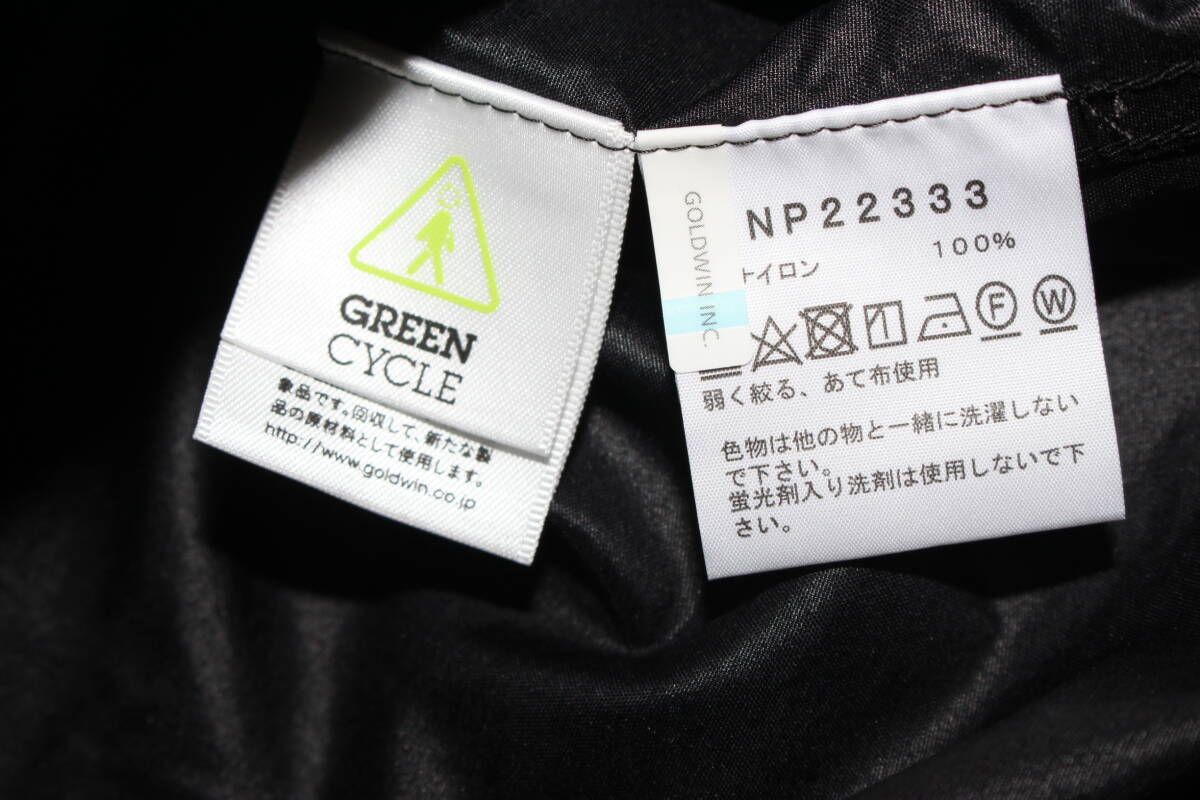 GREEN
CYCLE
象品です。回収して、新たな製
品の原材料として使用します。
http://www.goldwin.co.jp
GOLDWIN INC.
NP22333
ナイロン 100%
F W
弱く絞る、あて布使用
色物は他の物と一緒に洗濯しない
で下さい。
蛍光剤入り洗剤は使用しないで下
さい。